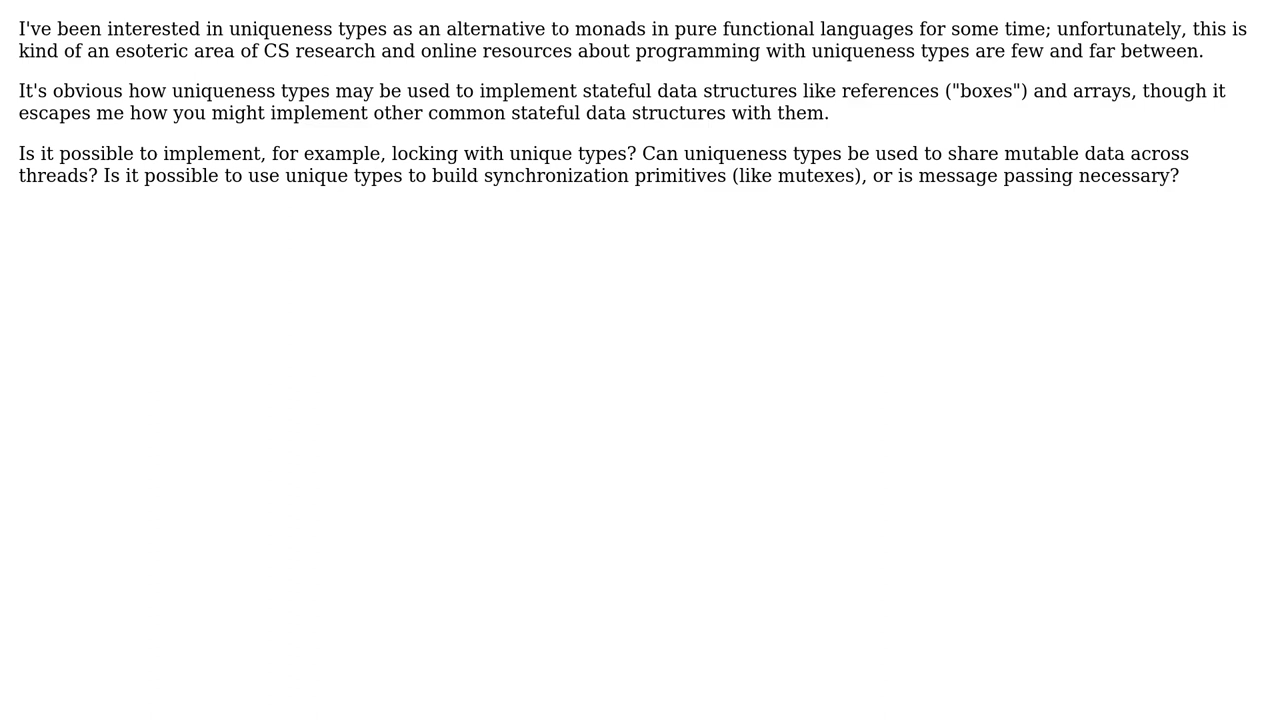 I've been interested in uniqueness types as an alternative to monads in pure functional languages for some time; unfortunately, this is
kind of an esoteric area of CS research and online resources about programming with uniqueness types are few and far between.
It's obvious how uniqueness types may be used to implement stateful data structures like references ("boxes") and arrays, though it
escapes me how you might implement other common stateful data structures with them.
Is it possible to implement, for example, locking with unique types? Can uniqueness types be used to share mutable data across
threads? Is it possible to use unique types to build synchronization primitives (like mutexes), or is message passing necessary?